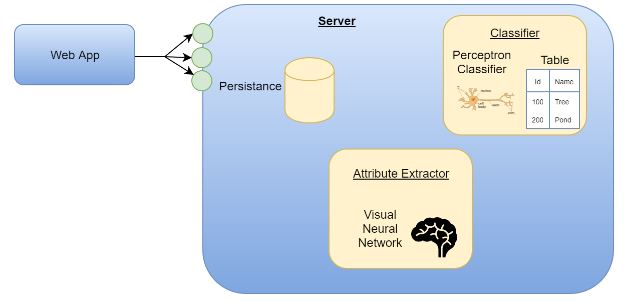 Server
Web App
Persistance
Classifier
Perceptron
Classifier
Table
Id Name
100 Tree
200 Pond
Attribute Extractor
Visual
Neural
Network